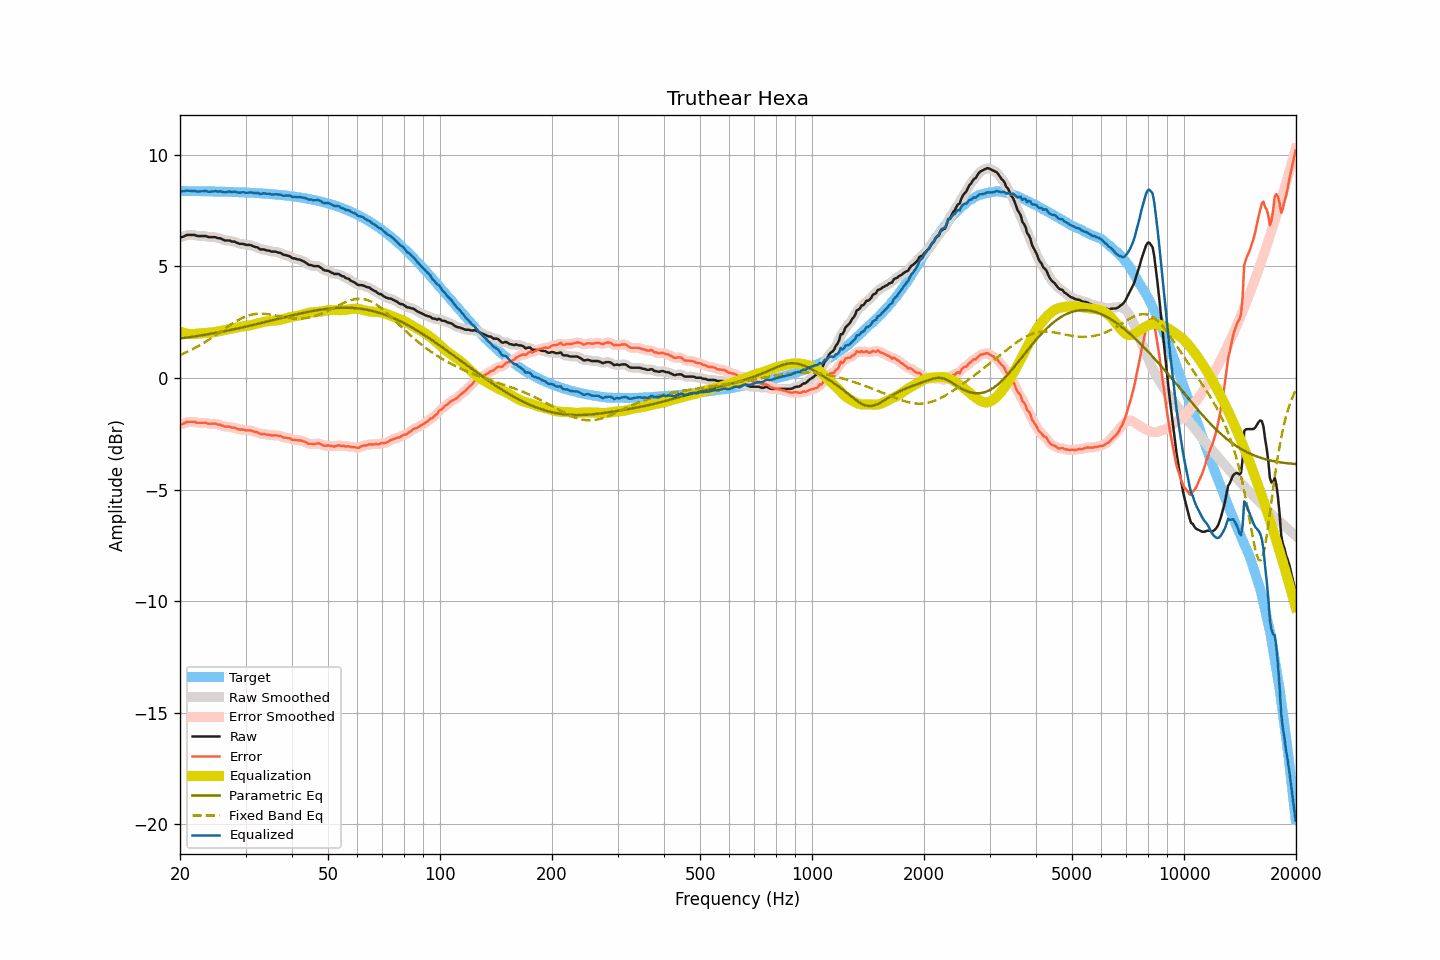 Truthear Hexa
Amplitude (dBr)
10
5
0
−5
−10
−15
−20
Target
Raw Smoothed
Error Smoothed
Raw
Error
Equalization
Parametric Eq
Fixed Band Eq
Equalized
20 50 100 200 500 1000 2000 5000 10000 20000
Frequency (Hz)